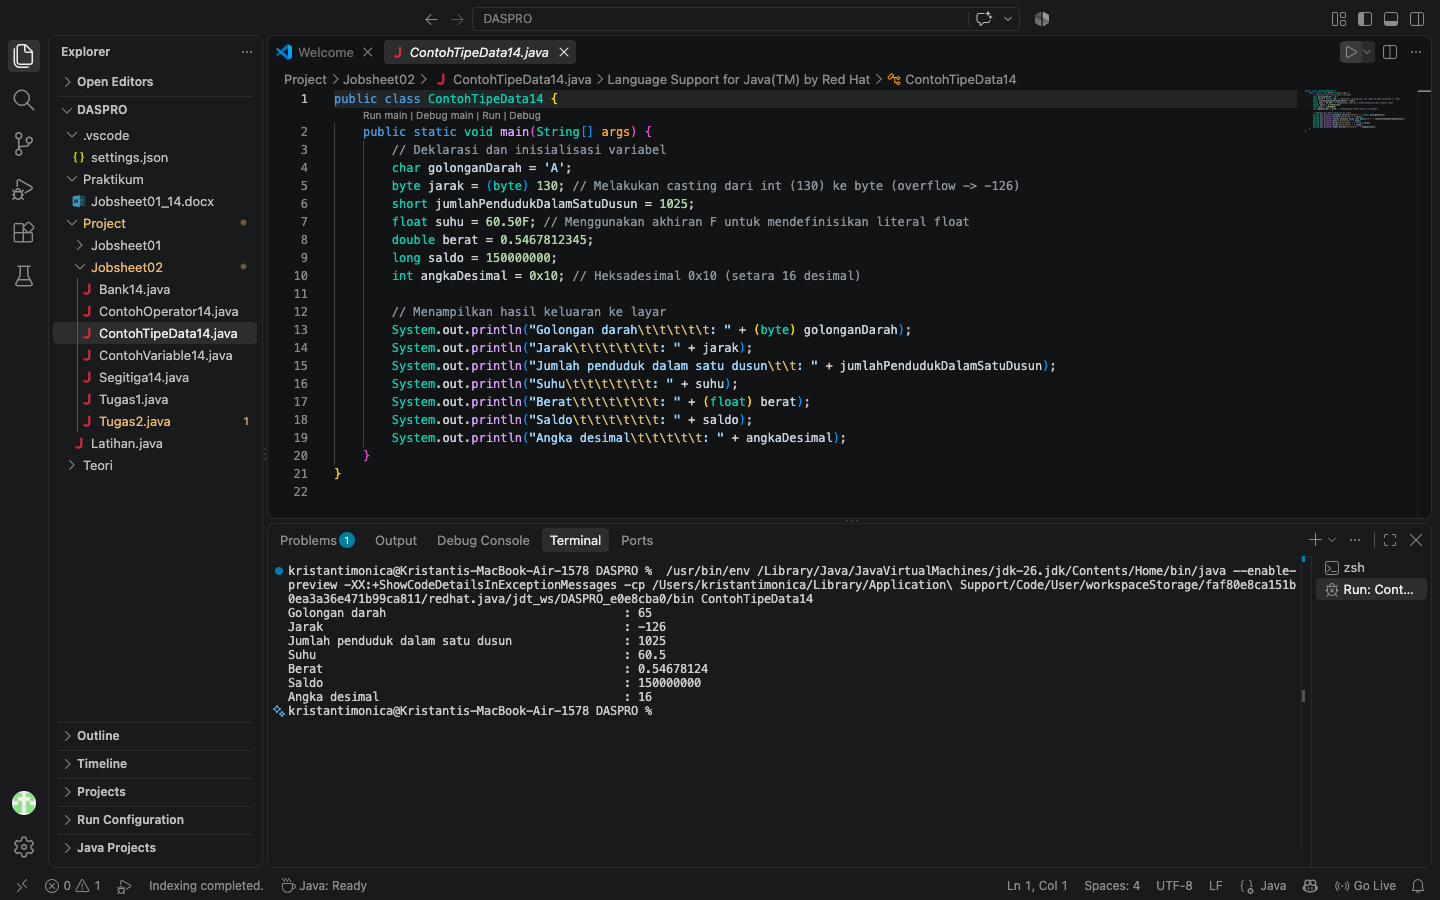 DASPRO
Explorer
Open Editors
DASPRO
.vscode
{} settings.json
Praktikum
Jobsheet01_14.docx
Project
Jobsheet01
Jobsheet02
J Bank14.java
J ContohOperator14.java
J ContohTipeData14.java
J ContohVariable14.java
J Segitiga14.java
J Tugas1.java
J Tugas2.java 1
J Latihan.java
Teori
Outline
Timeline
Projects
Run Configuration
Java Projects
Welcome
J ContohTipeData14.java
Project > Jobsheet02 > J ContohTipeData14.java > Language Support for Java(TM) by Red Hat > ContohTipeData14
1 public class ContohTipeData14 {
Run main | Debug main | Run | Debug
2 public static void main(String[] args) {
3 // Deklarasi dan inisialisasi variabel
4 char golonganDarah = 'A';
5 byte jarak = (byte) 130; // Melakukan casting dari int (130) ke byte (overflow -> -126)
6 short jumlahPendudukDalamSatuDusun = 1025;
7 float suhu = 60.50F; // Menggunakan akhiran F untuk mendefinisikan literal float
8 double berat = 0.5467812345;
9 long saldo = 150000000;
10 int angkaDesimal = 0x10; // Heksadesimal 0x10 (setara 16 desimal)
11
12 // Menampilkan hasil keluaran ke layar
13 System.out.println("Golongan darah\t\t\t\t\t: " + (byte) golonganDarah);
14 System.out.println("Jarak\t\t\t\t\t\t: " + jarak);
15 System.out.println("Jumlah penduduk dalam satu dusun\t\t: " + jumlahPendudukDalamSatuDusun);
16 System.out.println("Suhu\t\t\t\t\t\t: " + suhu);
17 System.out.println("Berat\t\t\t\t\t\t: " + (float) berat);
18 System.out.println("Saldo\t\t\t\t\t\t: " + saldo);
19 System.out.println("Angka desimal\t\t\t\t\t: " + angkaDesimal);
20 }
21 }
22
Problems 1 Output Debug Console Terminal Ports
kristantimonica@Kristantis-MacBook-Air-1578 DASPRO % /usr/bin/env /Library/Java/JavaVirtualMachines/jdk-26.jdk/Contents/Home/bin/java --enable-
preview -XX:+ShowCodeDetailsInExceptionMessages -cp /Users/kristantimonica/Library/Application\ Support/Code/User/workspaceStorage/faf80e8ca151b
0ea3a36e471b99ca811/redhat.java/jdt_ws/DASPRO_e0e8cba0/bin ContohTipeData14
Golongan darah : 65
Jarak : -126
Jumlah penduduk dalam satu dusun : 1025
Suhu : 60.5
Berat : 0.54678124
Saldo : 150000000
Angka desimal : 16
kristantimonica@Kristantis-MacBook-Air-1578 DASPRO %
zsh
Run: Cont...
0 1 Indexing completed. Java: Ready
Ln 1, Col 1 Spaces: 4 UTF-8 LF {} Java Go Live